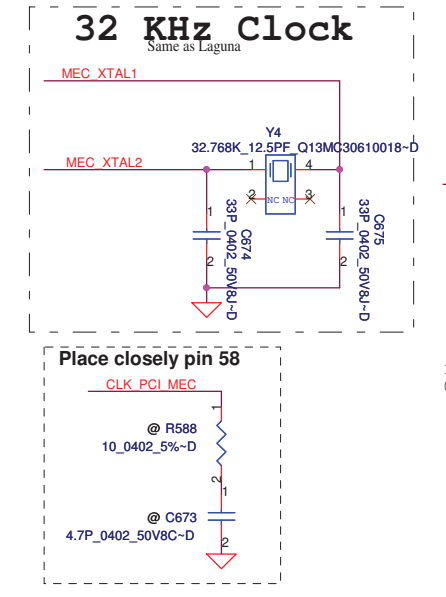 32 KHz Clock
Same as Laguna
MEC_XTAL1
Y4
32.768K_12.5PF_Q13MC30610018~D
MEC_XTAL2
1
4
2
3
NC NC
1
C674
33P_0402_50V8J~D
2
1
C675
33P_0402_50V8J~D
2
Place closely pin 58
CLK_PCI_MEC
1
@ R588
10_0402_5%~D
2
1
@ C673
4.7P_0402_50V8C~D
2